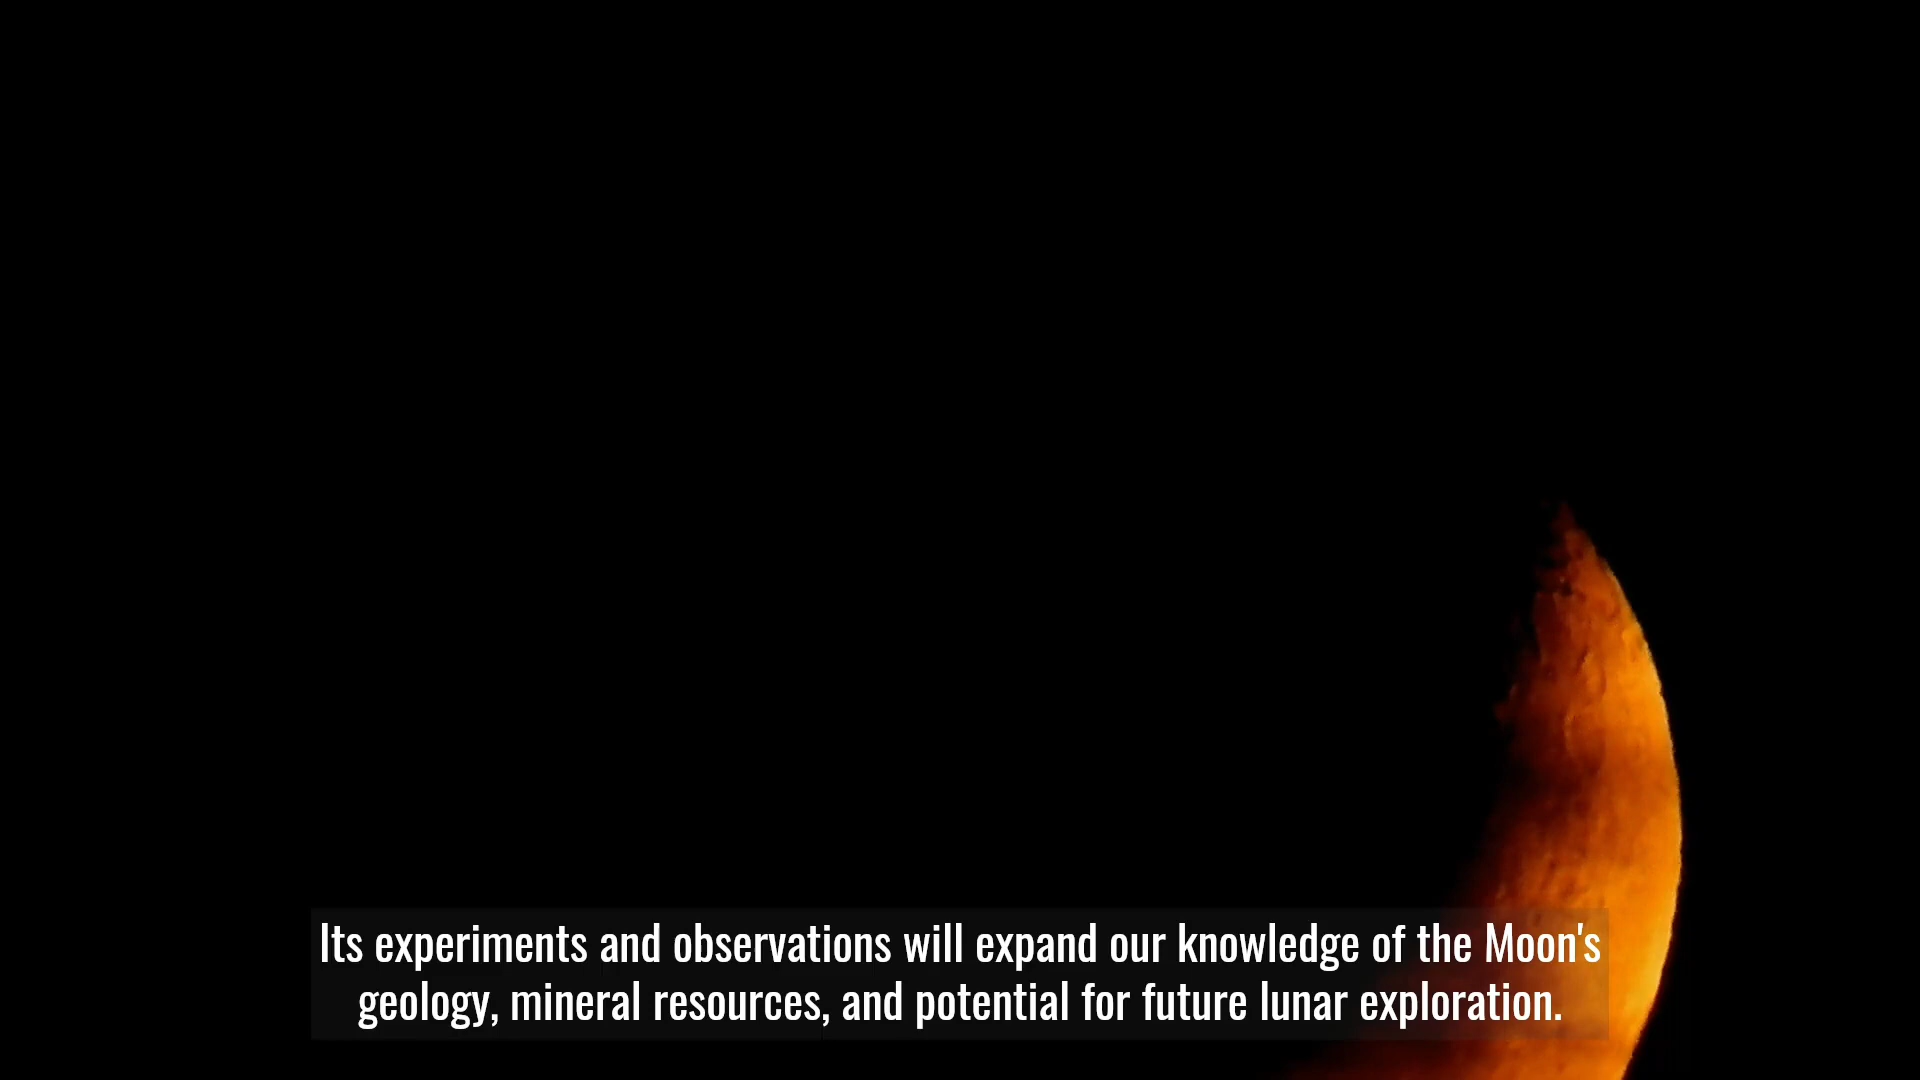 Its experiments and observations will expand our knowledge of the Moon's
geology, mineral resources, and potential for future lunar exploration.